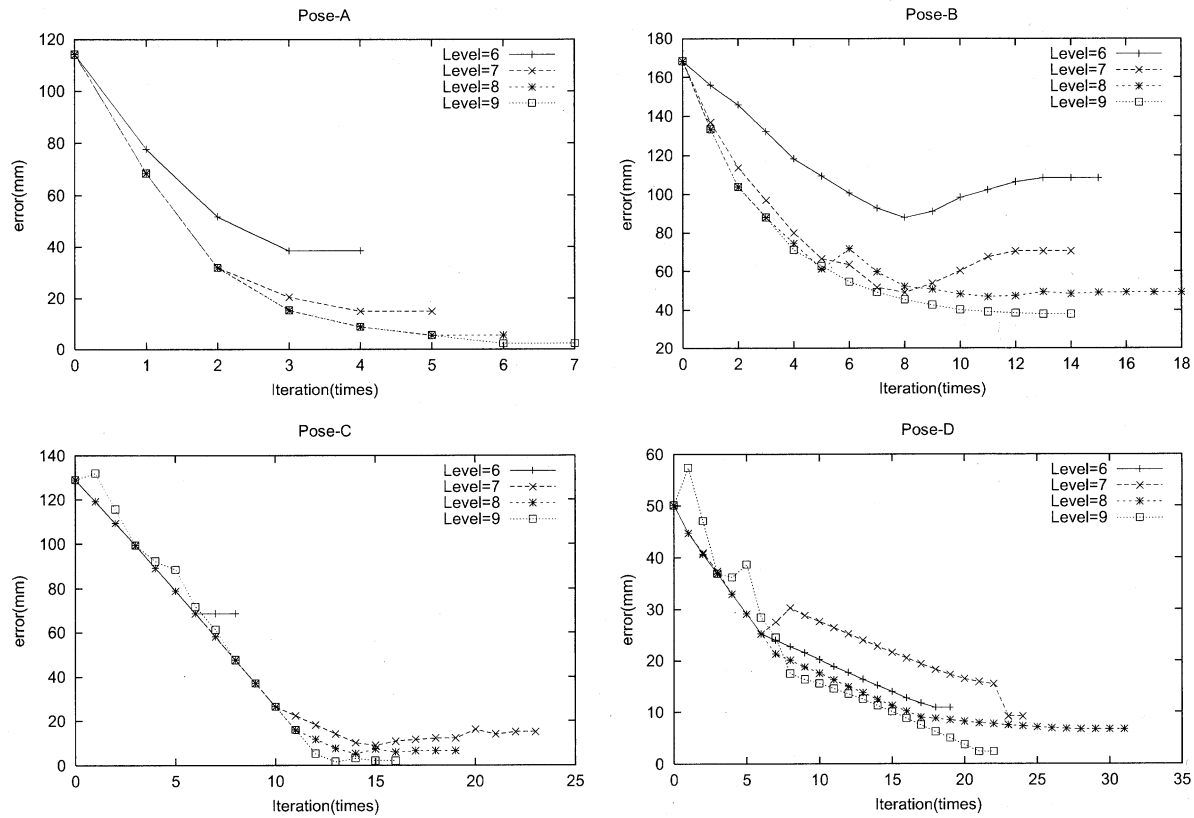 Pose-A
120
100
80
60
40
20
0
error(mm)
Level=6
Level=7
Level=8
Level=9
0 1 2 3 4 5 6 7
Iteration(times)
Pose-B
180
160
140
120
100
80
60
40
20
error(mm)
Level=6
Level=7
Level=8
Level=9
0 2 4 6 8 10 12 14 16 18
Iteration(times)
Pose-C
140
120
100
80
60
40
20
0
error(mm)
Level=6
Level=7
Level=8
Level=9
0 5 10 15 20 25
Iteration(times)
Pose-D
60
50
40
30
20
10
0
error(mm)
Level=6
Level=7
Level=8
Level=9
0 5 10 15 20 25 30 35
Iteration(times)